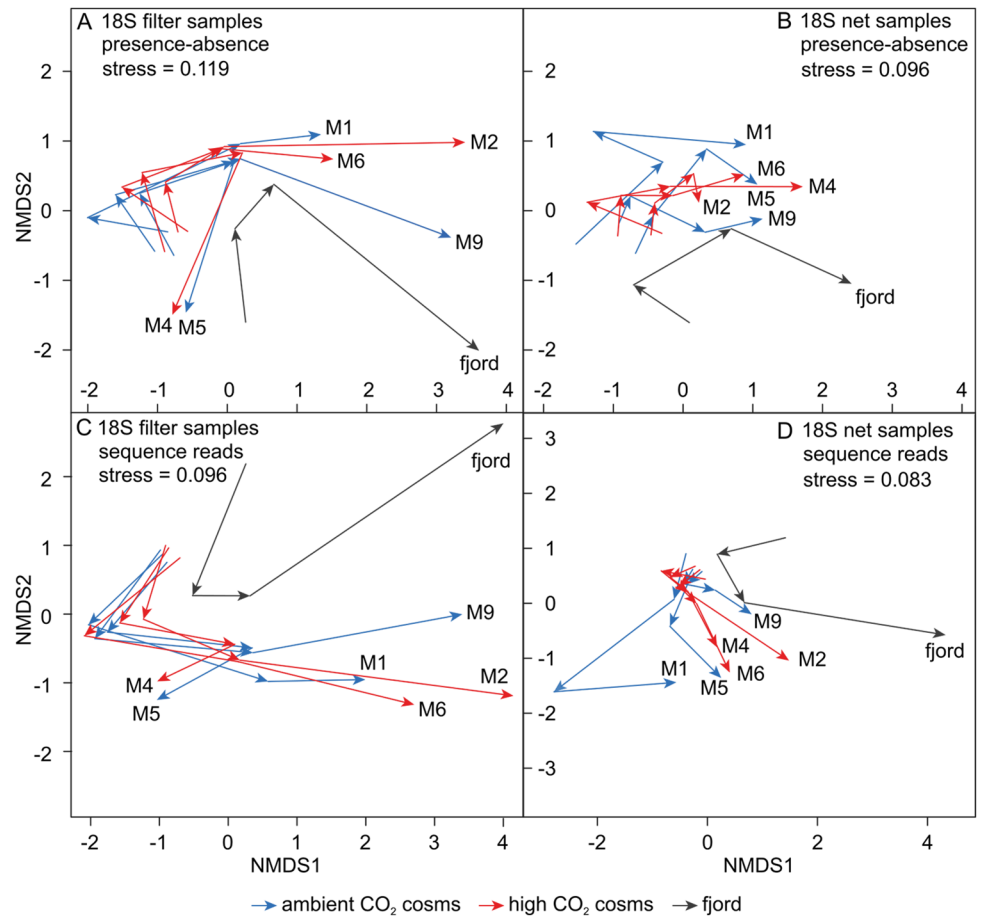 A 18S filter samples
presence-absence
stress = 0.119
B 18S net samples
presence-absence
stress = 0.096
NMDS2
2
1
0
-1
-2
M1
M2
M6
M9
M4 M5
fjord
-2 -1 0 1 2 3 4
2
1
0
-1
-2
M1
M6
M4
M5
M2
M9
fjord
-2 -1 0 1 2 3 4
C 18S filter samples
sequence reads
stress = 0.096
D 18S net samples
sequence reads
stress = 0.083
NMDS2
2
1
0
-1
-2
fjord
M9
M1
M2
M4
M6
M5
-2 -1 0 1 2 3 4
NMDS1
3
2
1
0
-1
-2
-3
M9
M4
M2
M1
M6
M5
fjord
-2 0 2 4
NMDS1
ambient CO₂ cosms high CO₂ cosms fjord